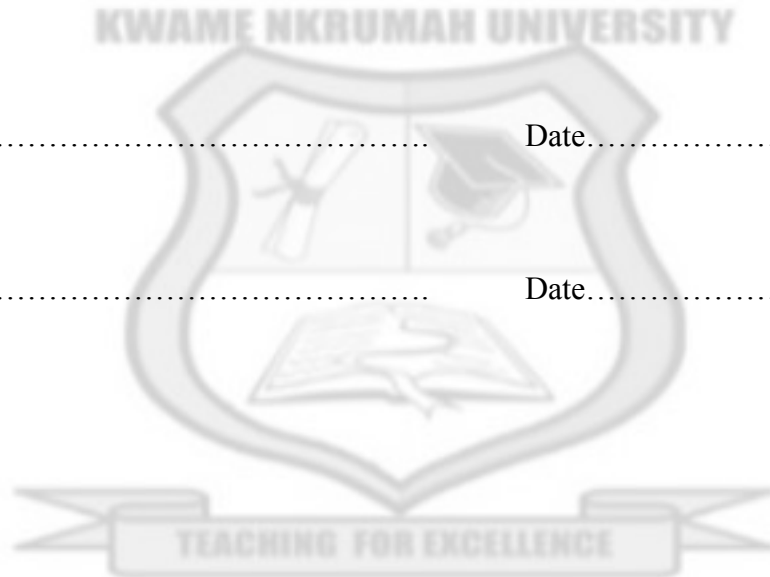 KWAME NKRUMAH UNIVERSITY
……………………………………. Date………………
……………………………………. Date………………
TEACHING FOR EXCELLENCE